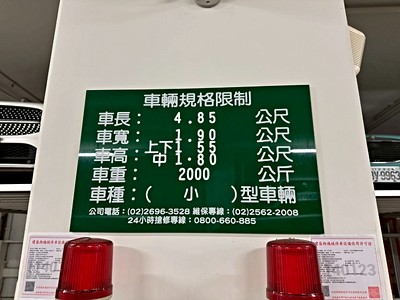 車輛規格限制
車長： 4.85 公尺
車寬： 1.90 公尺
車高： 上下1.55 中1.80 公尺
車重： 2000 公斤
車種：（ 小 ）型車輛
公司電話：(02)2696-3528 維保專線：(02)2562-2008
24小時搶修專線：0800-660-885